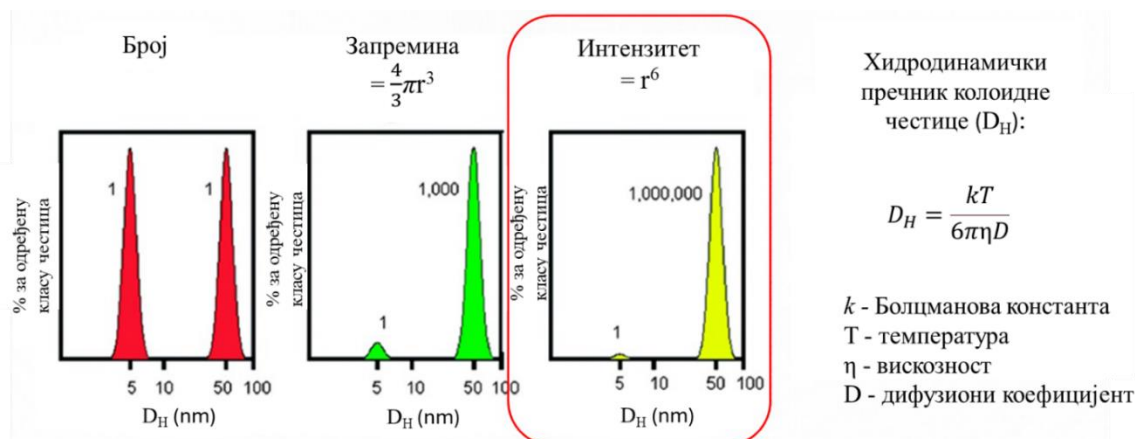 Број
% за одређену
класу честица
1
1
5 10 50 100
D_H (nm)
Запремина
= 4/3 πr³
% за одређену
класу честица
1
1,000
5 10 50 100
D_H (nm)
Интензитет
= r⁶
% за одређену
класу честица
1
1,000,000
5 10 50 100
D_H (nm)
Хидродинамички
пречник колоидне
честице (D_H):
D_H = kT / 6πηD
k - Болцманова константа
T - температура
η - вискозност
D - дифузиони коефицијент